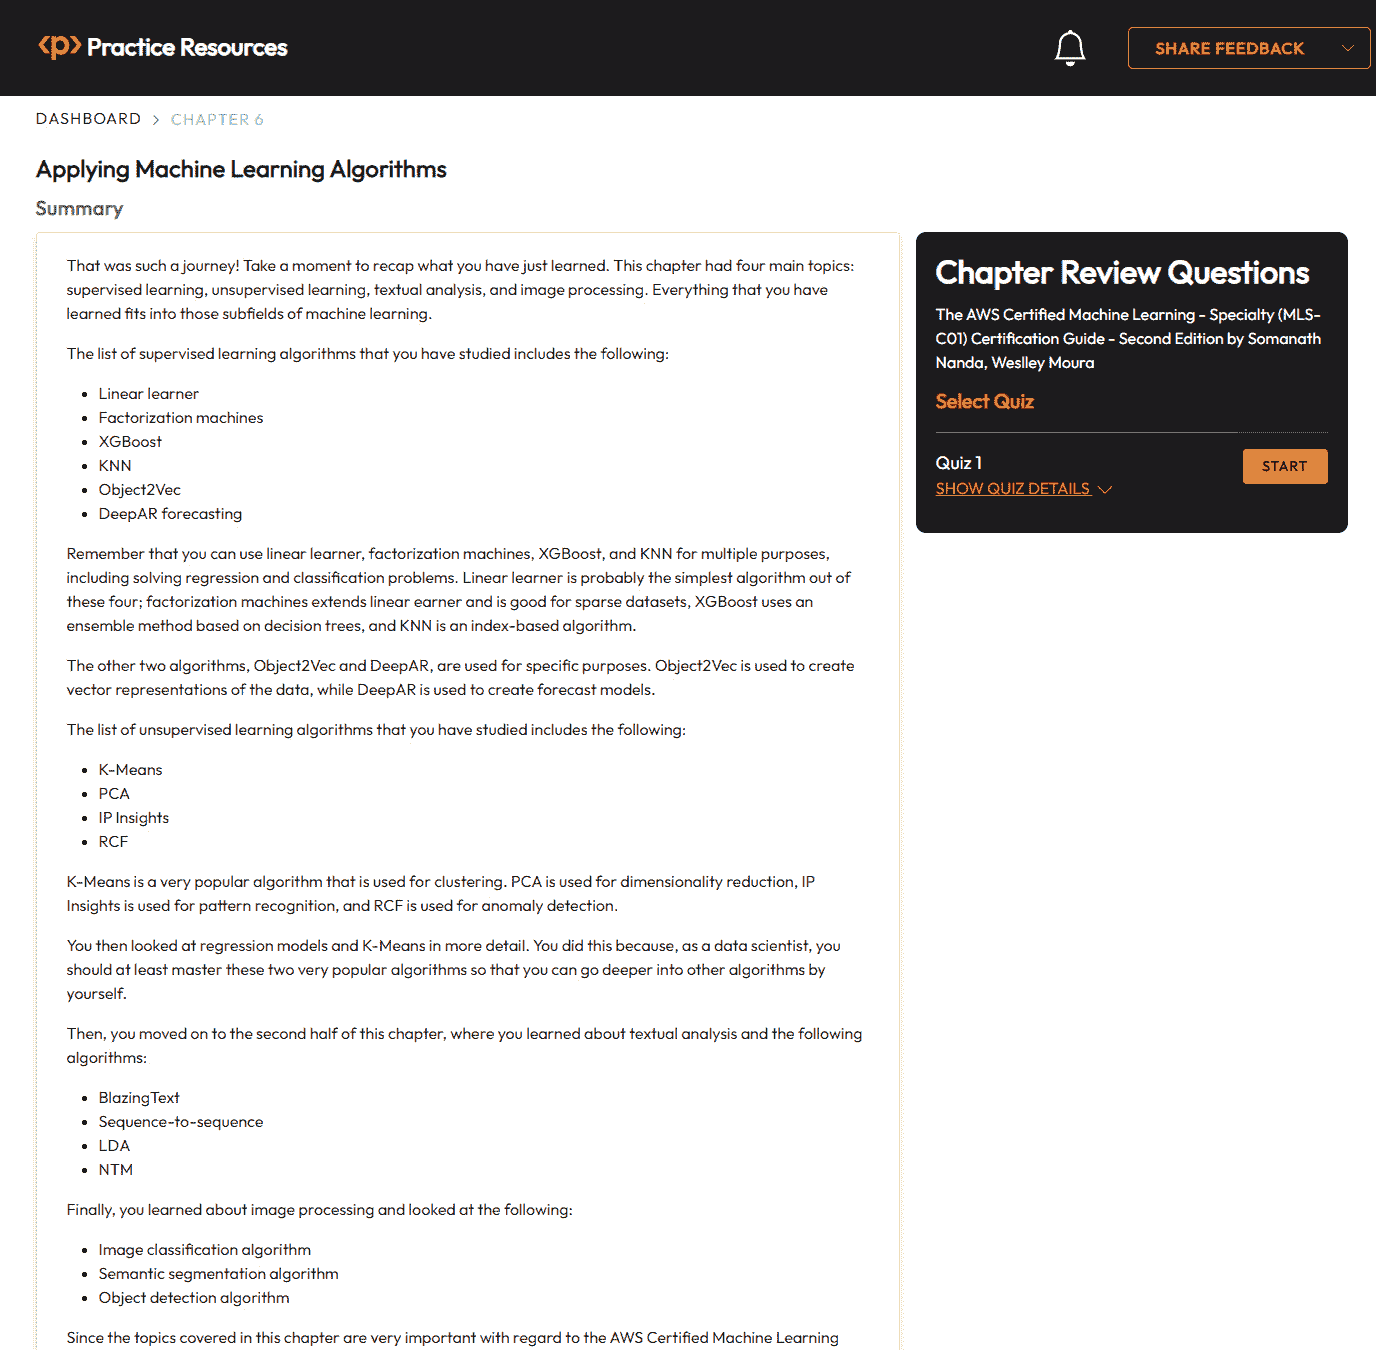 <p> Practice Resources
SHARE FEEDBACK
DASHBOARD > CHAPTER 6
Applying Machine Learning Algorithms
Summary
That was such a journey! Take a moment to recap what you have just learned. This chapter had four main topics:
supervised learning, unsupervised learning, textual analysis, and image processing. Everything that you have
learned fits into those subfields of machine learning.
The list of supervised learning algorithms that you have studied includes the following:
• Linear learner
• Factorization machines
• XGBoost
• KNN
• Object2Vec
• DeepAR forecasting
Remember that you can use linear learner, factorization machines, XGBoost, and KNN for multiple purposes,
including solving regression and classification problems. Linear learner is probably the simplest algorithm out of
these four; factorization machines extends linear earner and is good for sparse datasets, XGBoost uses an
ensemble method based on decision trees, and KNN is an index-based algorithm.
The other two algorithms, Object2Vec and DeepAR, are used for specific purposes. Object2Vec is used to create
vector representations of the data, while DeepAR is used to create forecast models.
The list of unsupervised learning algorithms that you have studied includes the following:
• K-Means
• PCA
• IP Insights
• RCF
K-Means is a very popular algorithm that is used for clustering. PCA is used for dimensionality reduction, IP
Insights is used for pattern recognition, and RCF is used for anomaly detection.
You then looked at regression models and K-Means in more detail. You did this because, as a data scientist, you
should at least master these two very popular algorithms so that you can go deeper into other algorithms by
yourself.
Then, you moved on to the second half of this chapter, where you learned about textual analysis and the following
algorithms:
• BlazingText
• Sequence-to-sequence
• LDA
• NTM
Finally, you learned about image processing and looked at the following:
• Image classification algorithm
• Semantic segmentation algorithm
• Object detection algorithm
Since the topics covered in this chapter are very important with regard to the AWS Certified Machine Learning
Chapter Review Questions
The AWS Certified Machine Learning - Specialty (MLS-
C01) Certification Guide - Second Edition by Somanath
Nanda, Weslley Moura
Select Quiz
Quiz 1
START
SHOW QUIZ DETAILS